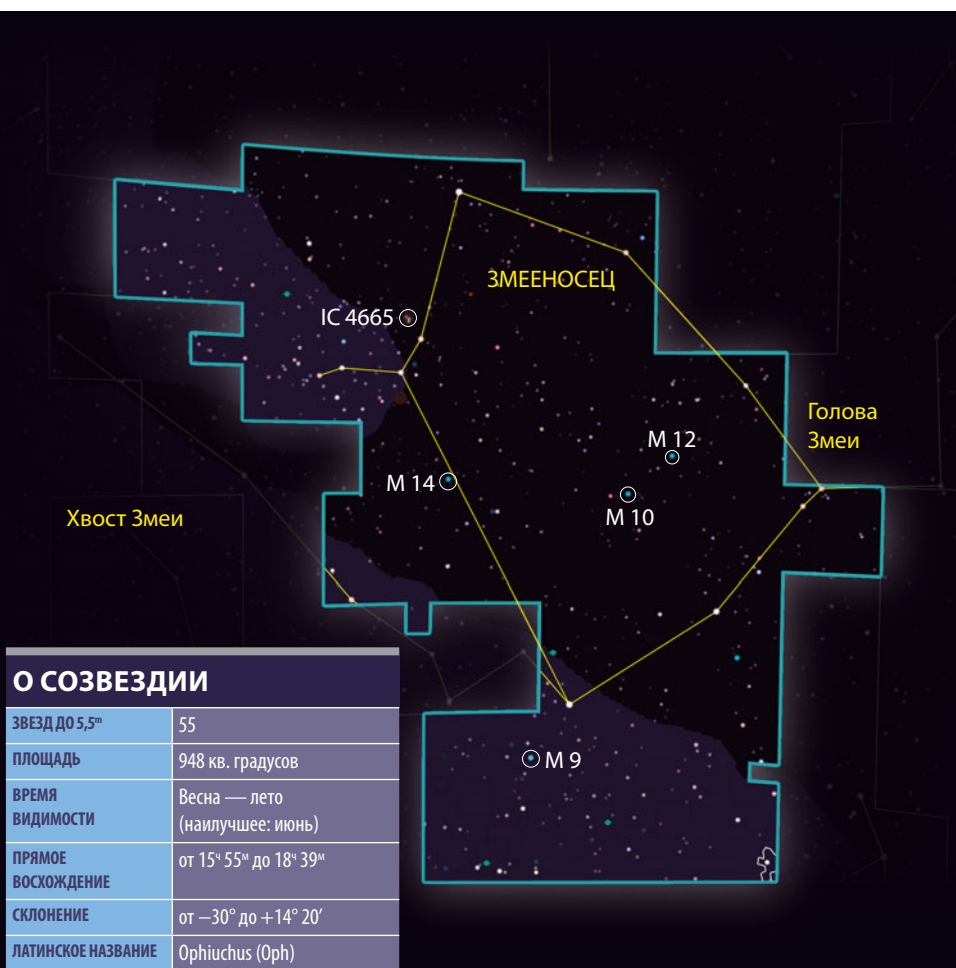 ЗМЕЕНОСЕЦ
IC 4665
Голова
Змеи
M 12
M 14
M 10
Хвост Змеи
M 9
О СОЗВЕЗДИИ
ЗВЕЗД ДО 5,5ᵐ 55
ПЛОЩАДЬ 948 кв. градусов
ВРЕМЯ
ВИДИМОСТИ
Весна — лето
(наилучшее: июнь)
ПРЯМОЕ
ВОСХОЖДЕНИЕ
от 15ч 55м до 18ч 39м
СКЛОНЕНИЕ от −30° до +14° 20′
ЛАТИНСКОЕ НАЗВАНИЕ Ophiuchus (Oph)